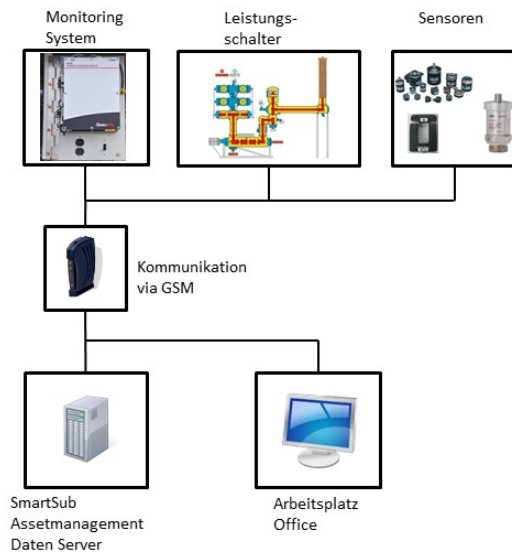 Monitoring
System
Leistungs-
schalter
Sensoren
Kommunikation
via GSM
SmartSub
Assetmanagement
Daten Server
Arbeitsplatz
Office